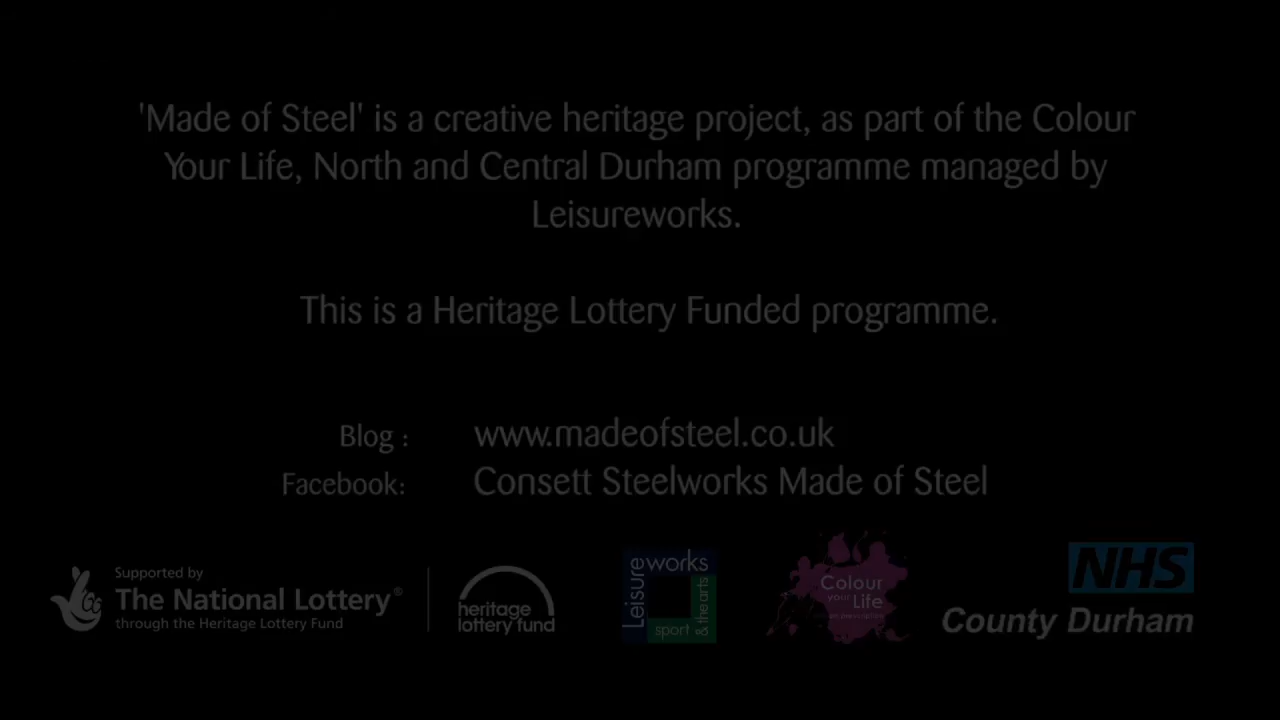 'Made of Steel' is a creative heritage project, as part of the Colour
Your Life, North and Central Durham programme managed by
Leisureworks.
This is a Heritage Lottery Funded programme.
Blog : www.madeofsteel.co.uk
Facebook: Consett Steelworks Made of Steel
Supported by
The National Lottery®
through the Heritage Lottery Fund
heritage
lottery fund
Leisureworks
sport
& the arts
Colour
your
Life
NHS
County Durham